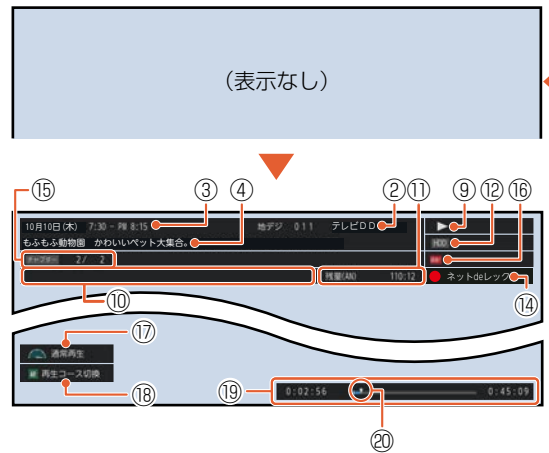 (表示なし)
⑮ ③ ④ ② ⑪ ⑨ ⑫ ⑯
10月10日(木) 7:30 - PM 8:15 地デジ 011 テレビDD ▶
もふもふ動物園 かわいいペット大集合。 HDD
チャプター 2/ 2
残量(AN) 110:12 ネットdeレック
⑩ ⑭
通常再生 ⑰
再生コース切換 ⑱
⑲ 0:02:56 0:45:09
⑳